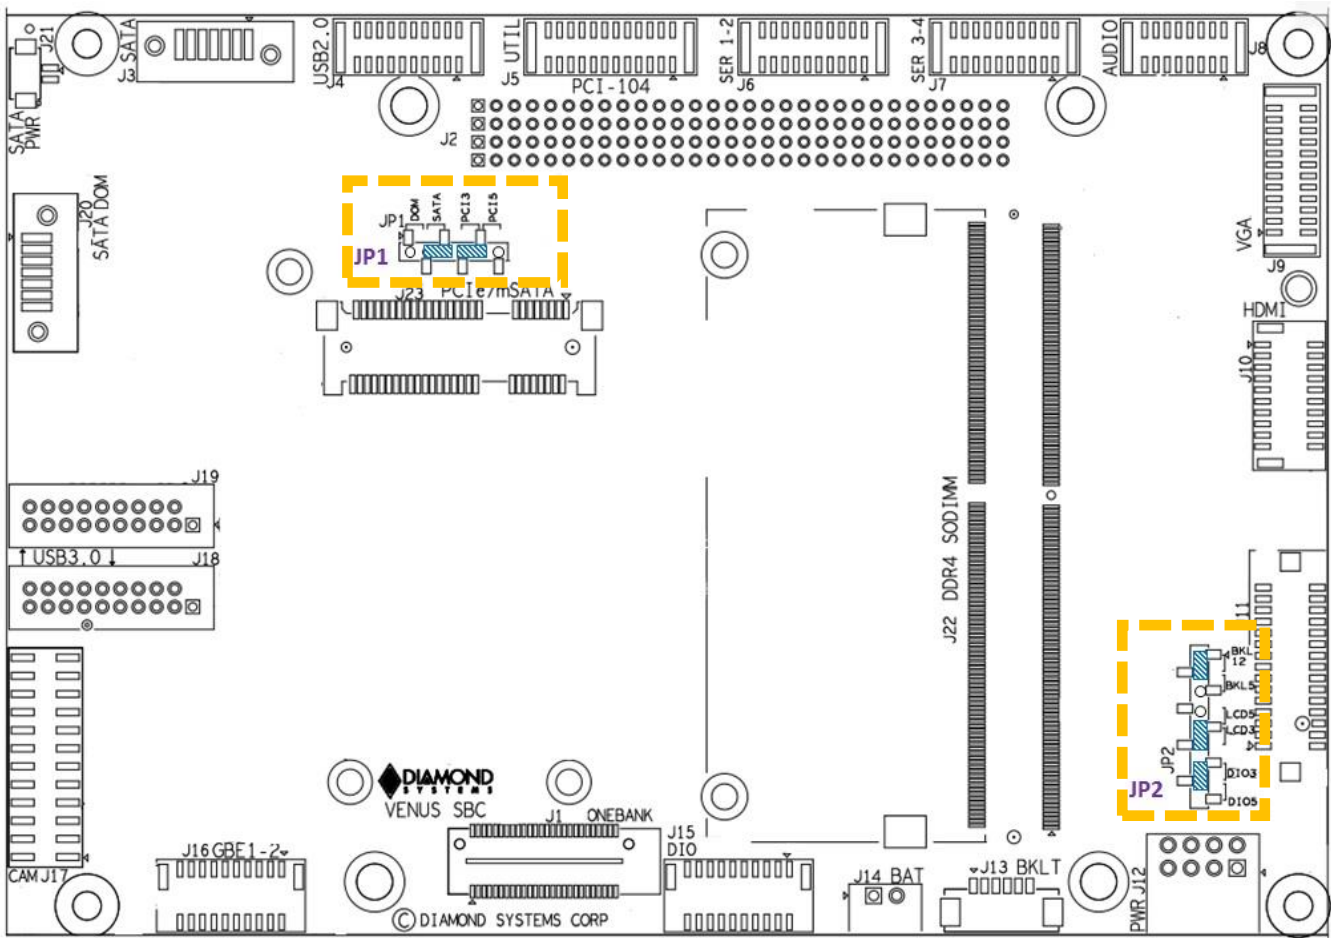 J21
SATA
PWR
SATA
J3
USB2.0
J4
UTIL
J5
SER 1-2
J6
SER 3-4
J7
AUDIO
J8
PCI-104
J2
J20
SATA DOM
JP1
DOM
SATA
PCI3
PCI5
JP1
J23 PCIe/mSATA
VGA
J9
HDMI
J10
J19
↑ USB3.0 ↓
J18
J22 DDR4 SODIMM
11
BKL
12
BKL5
LCD5
LCD3
JP2
DIO3
DIO5
JP2
DIAMOND
SYSTEMS
VENUS SBC
J1 ONEBANK
J15
DIO
J16 GBE1-2
CAM J17
© DIAMOND SYSTEMS CORP
J14 BAT
J13 BKLT
PWR J12